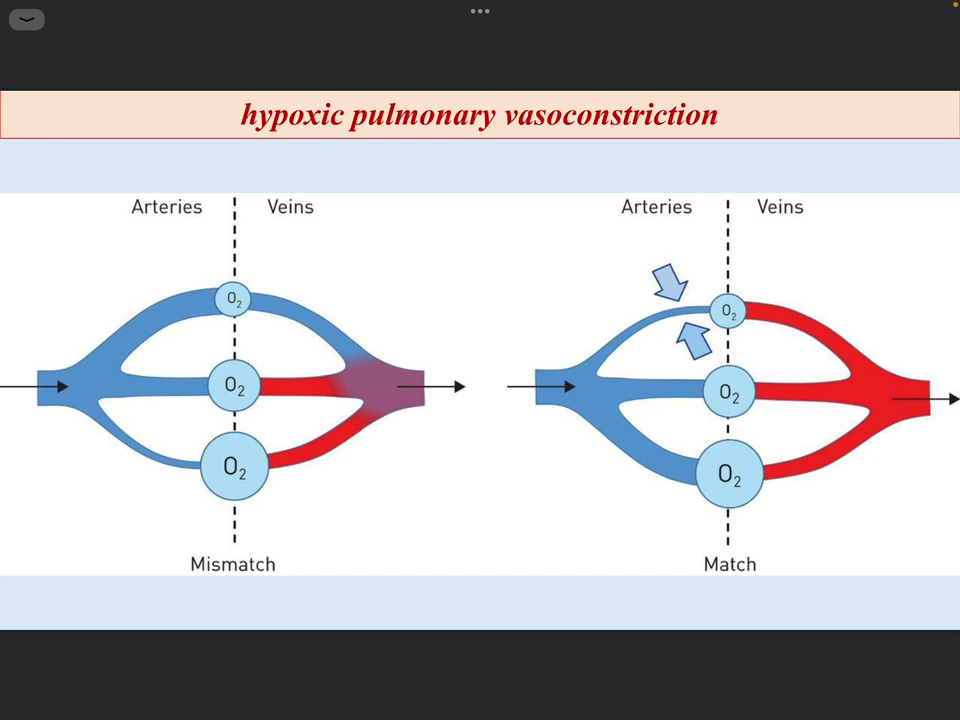 hypoxic pulmonary vasoconstriction
Arteries Veins
O2
O2
O2
Mismatch
Arteries Veins
O2
O2
O2
Match